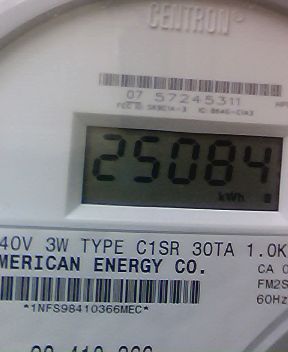 CENTRON®
07 57245311
25084
kWh
40V 3W TYPE C1SR 30TA 1.0K
MERICAN ENERGY CO.
CA 0
FM2S
60Hz
*1NFS98410366MEC*